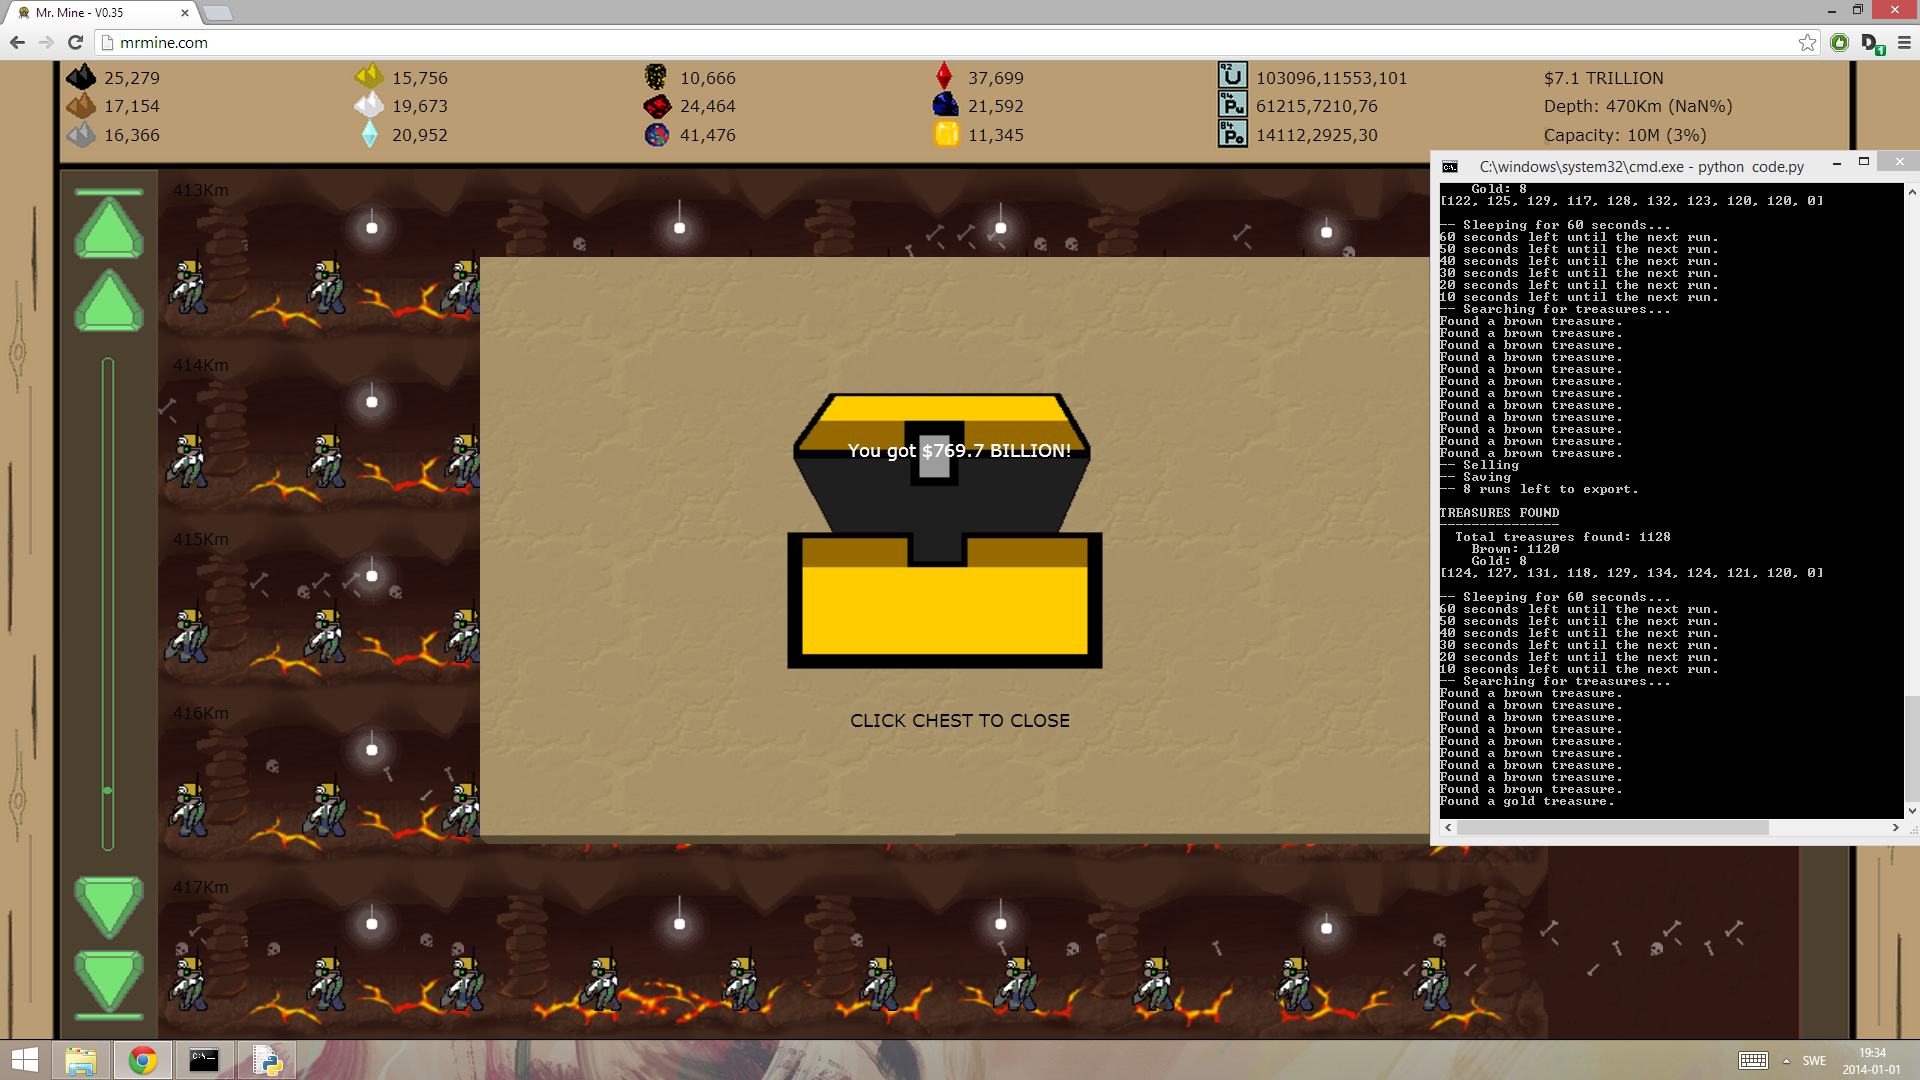 Mr. Mine - V0.35
mrmine.com
25,279
15,756
10,666
37,699
92 U 103096,11553,101
$7.1 TRILLION
17,154
19,673
24,464
21,592
94 Pu 61215,7210,76
Depth: 470Km (NaN%)
16,366
20,952
41,476
11,345
84 Po 14112,2925,30
Capacity: 10M (3%)
413Km
414Km
415Km
416Km
417Km
You got $769.7 BILLION!
CLICK CHEST TO CLOSE
C:\windows\system32\cmd.exe - python code.py
Gold: 8
[122, 125, 129, 117, 128, 132, 123, 120, 120, 0]
-- Sleeping for 60 seconds...
60 seconds left until the next run.
50 seconds left until the next run.
40 seconds left until the next run.
30 seconds left until the next run.
20 seconds left until the next run.
10 seconds left until the next run.
-- Searching for treasures...
Found a brown treasure.
Found a brown treasure.
Found a brown treasure.
Found a brown treasure.
Found a brown treasure.
Found a brown treasure.
Found a brown treasure.
Found a brown treasure.
Found a brown treasure.
Found a brown treasure.
Found a brown treasure.
Found a brown treasure.
-- Selling
-- Saving
-- 8 runs left to export.
TREASURES FOUND
---------------
Total treasures found: 1128
Brown: 1120
Gold: 8
[124, 127, 131, 118, 129, 134, 124, 121, 120, 0]
-- Sleeping for 60 seconds...
60 seconds left until the next run.
50 seconds left until the next run.
40 seconds left until the next run.
30 seconds left until the next run.
20 seconds left until the next run.
10 seconds left until the next run.
-- Searching for treasures...
Found a brown treasure.
Found a brown treasure.
Found a brown treasure.
Found a brown treasure.
Found a brown treasure.
Found a brown treasure.
Found a brown treasure.
Found a brown treasure.
Found a brown treasure.
Found a gold treasure.
SWE
19:34
2014-01-01